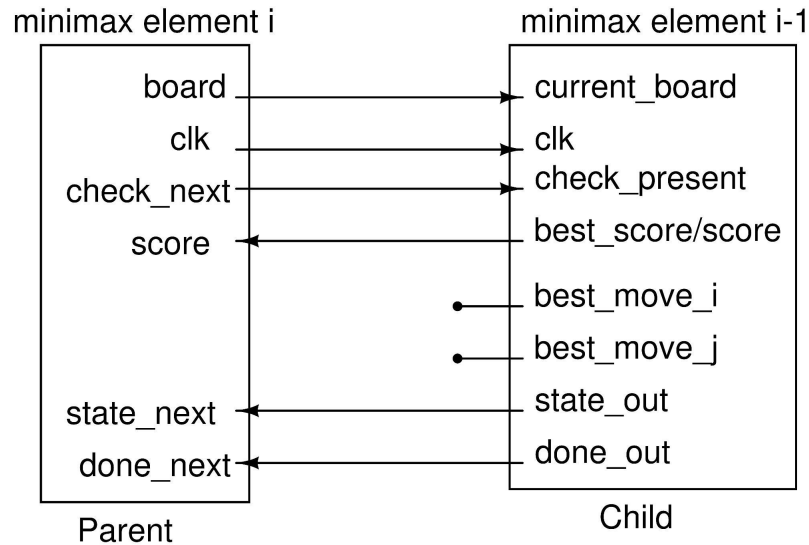 minimax element i
minimax element i-1
board
current_board
clk
clk
check_next
check_present
score
best_score/score
best_move_i
best_move_j
state_next
state_out
done_next
done_out
Parent
Child